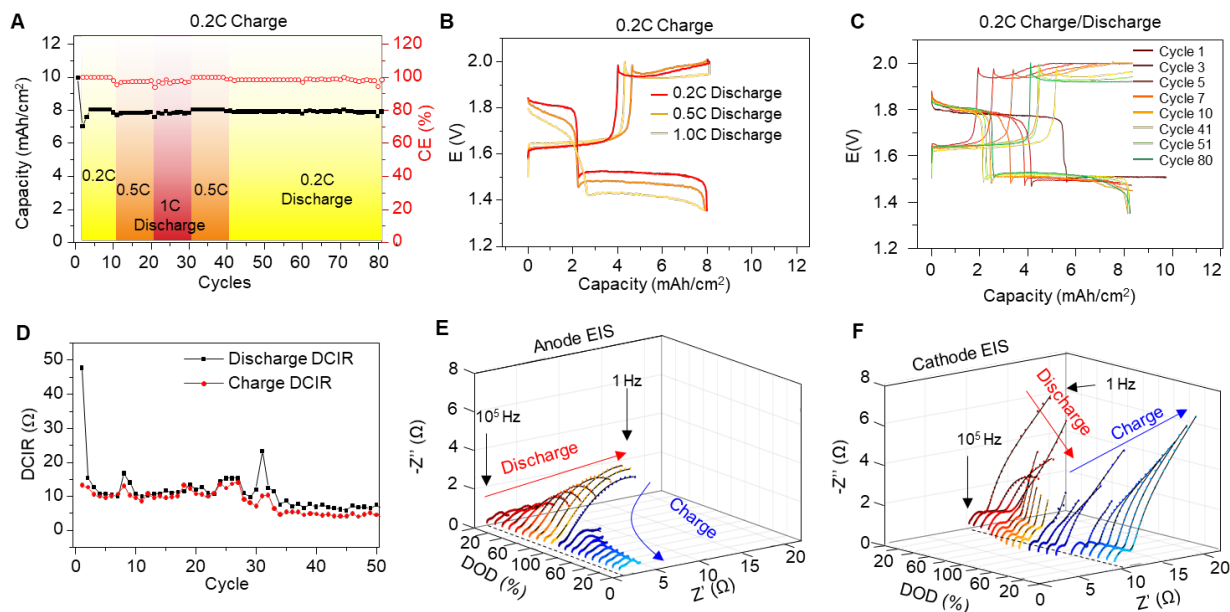 A
0.2C Charge
Capacity (mAh/cm²)
12
10
8
6
4
2
0
0.2C
0.5C
1C
Discharge
0.5C
0.2C
Discharge
120
100
80
60
40
20
0
CE (%)
0 10 20 30 40 50 60 70 80
Cycles
B
0.2C Charge
E (V)
2.2
2.0
1.8
1.6
1.4
1.2
0.2C Discharge
0.5C Discharge
1.0C Discharge
0 2 4 6 8 10 12
Capacity (mAh/cm²)
C
0.2C Charge/Discharge
E(V)
2.2
2.0
1.8
1.6
1.4
1.2
Cycle 1
Cycle 3
Cycle 5
Cycle 7
Cycle 10
Cycle 41
Cycle 51
Cycle 80
0 2 4 6 8 10 12
Capacity (mAh/cm²)
D
DCIR (Ω)
50
40
30
20
10
0
Discharge DCIR
Charge DCIR
0 10 20 30 40 50
Cycle
E
Anode EIS
-Z'' (Ω)
8
6
4
2
0
10⁵ Hz
1 Hz
Discharge
Charge
20 60 100 60 20 0
DOD (%)
5 10 15 20
Z' (Ω)
F
Cathode EIS
-Z'' (Ω)
8
6
4
2
0
10⁵ Hz
1 Hz
Discharge
Charge
20 60 100 60 20 0
DOD (%)
5 10 15 20
Z' (Ω)